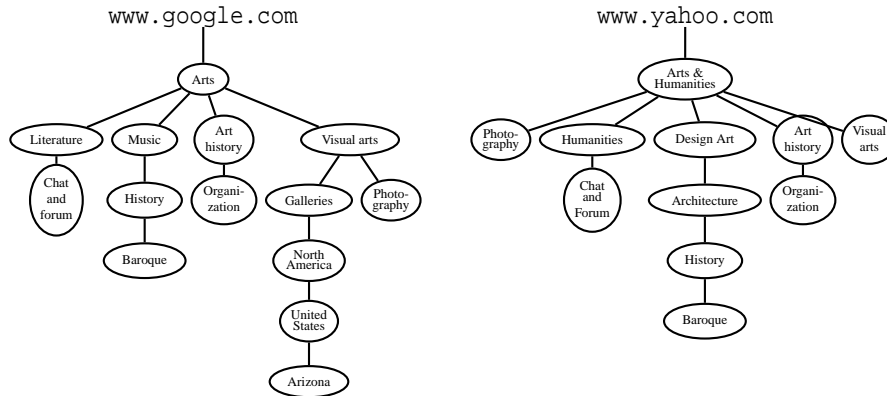 www.google.com
Arts
Literature
Music
Art
history
Visual arts
Chat
and
forum
History
Organi-
zation
Galleries
Photo-
graphy
Baroque
North
America
United
States
Arizona
www.yahoo.com
Arts &
Humanities
Photo-
graphy
Humanities
Design Art
Art
history
Visual
arts
Chat
and
Forum
Architecture
Organi-
zation
History
Baroque